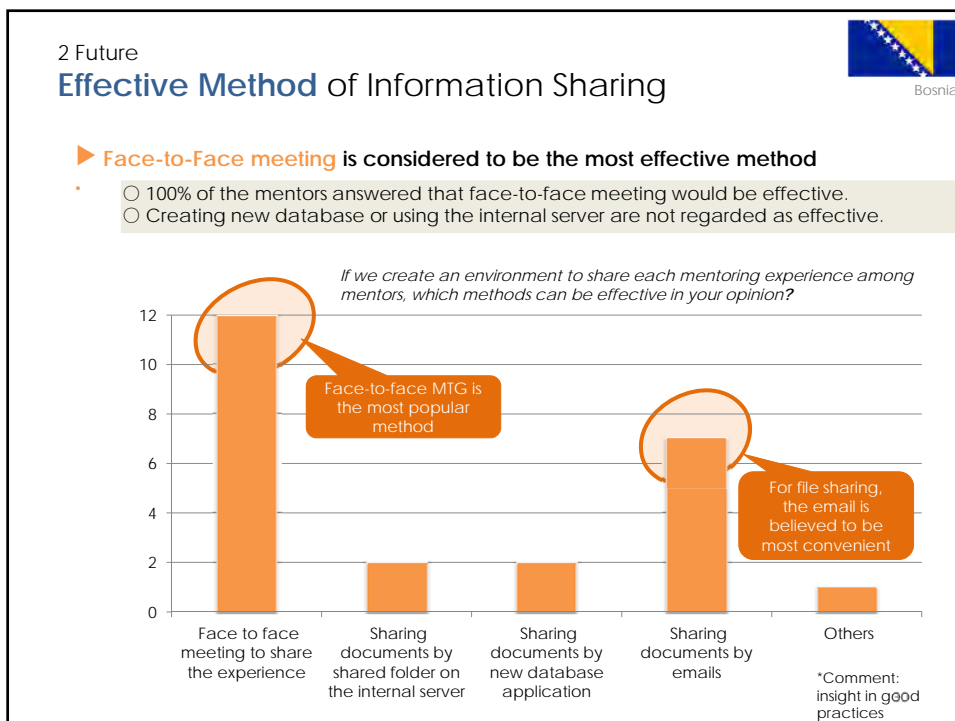 2 Future
Effective Method of Information Sharing
Bosnia
Face-to-Face meeting is considered to be the most effective method
○ 100% of the mentors answered that face-to-face meeting would be effective.
○ Creating new database or using the internal server are not regarded as effective.
If we create an environment to share each mentoring experience among
mentors, which methods can be effective in your opinion?
12
10
8
6
4
2
0
Face-to-face MTG is
the most popular
method
For file sharing,
the email is
believed to be
most convenient
Face to face
meeting to share
the experience
Sharing
documents by
shared folder on
the internal server
Sharing
documents by
new database
application
Sharing
documents by
emails
Others
*Comment:
insight in good
practices